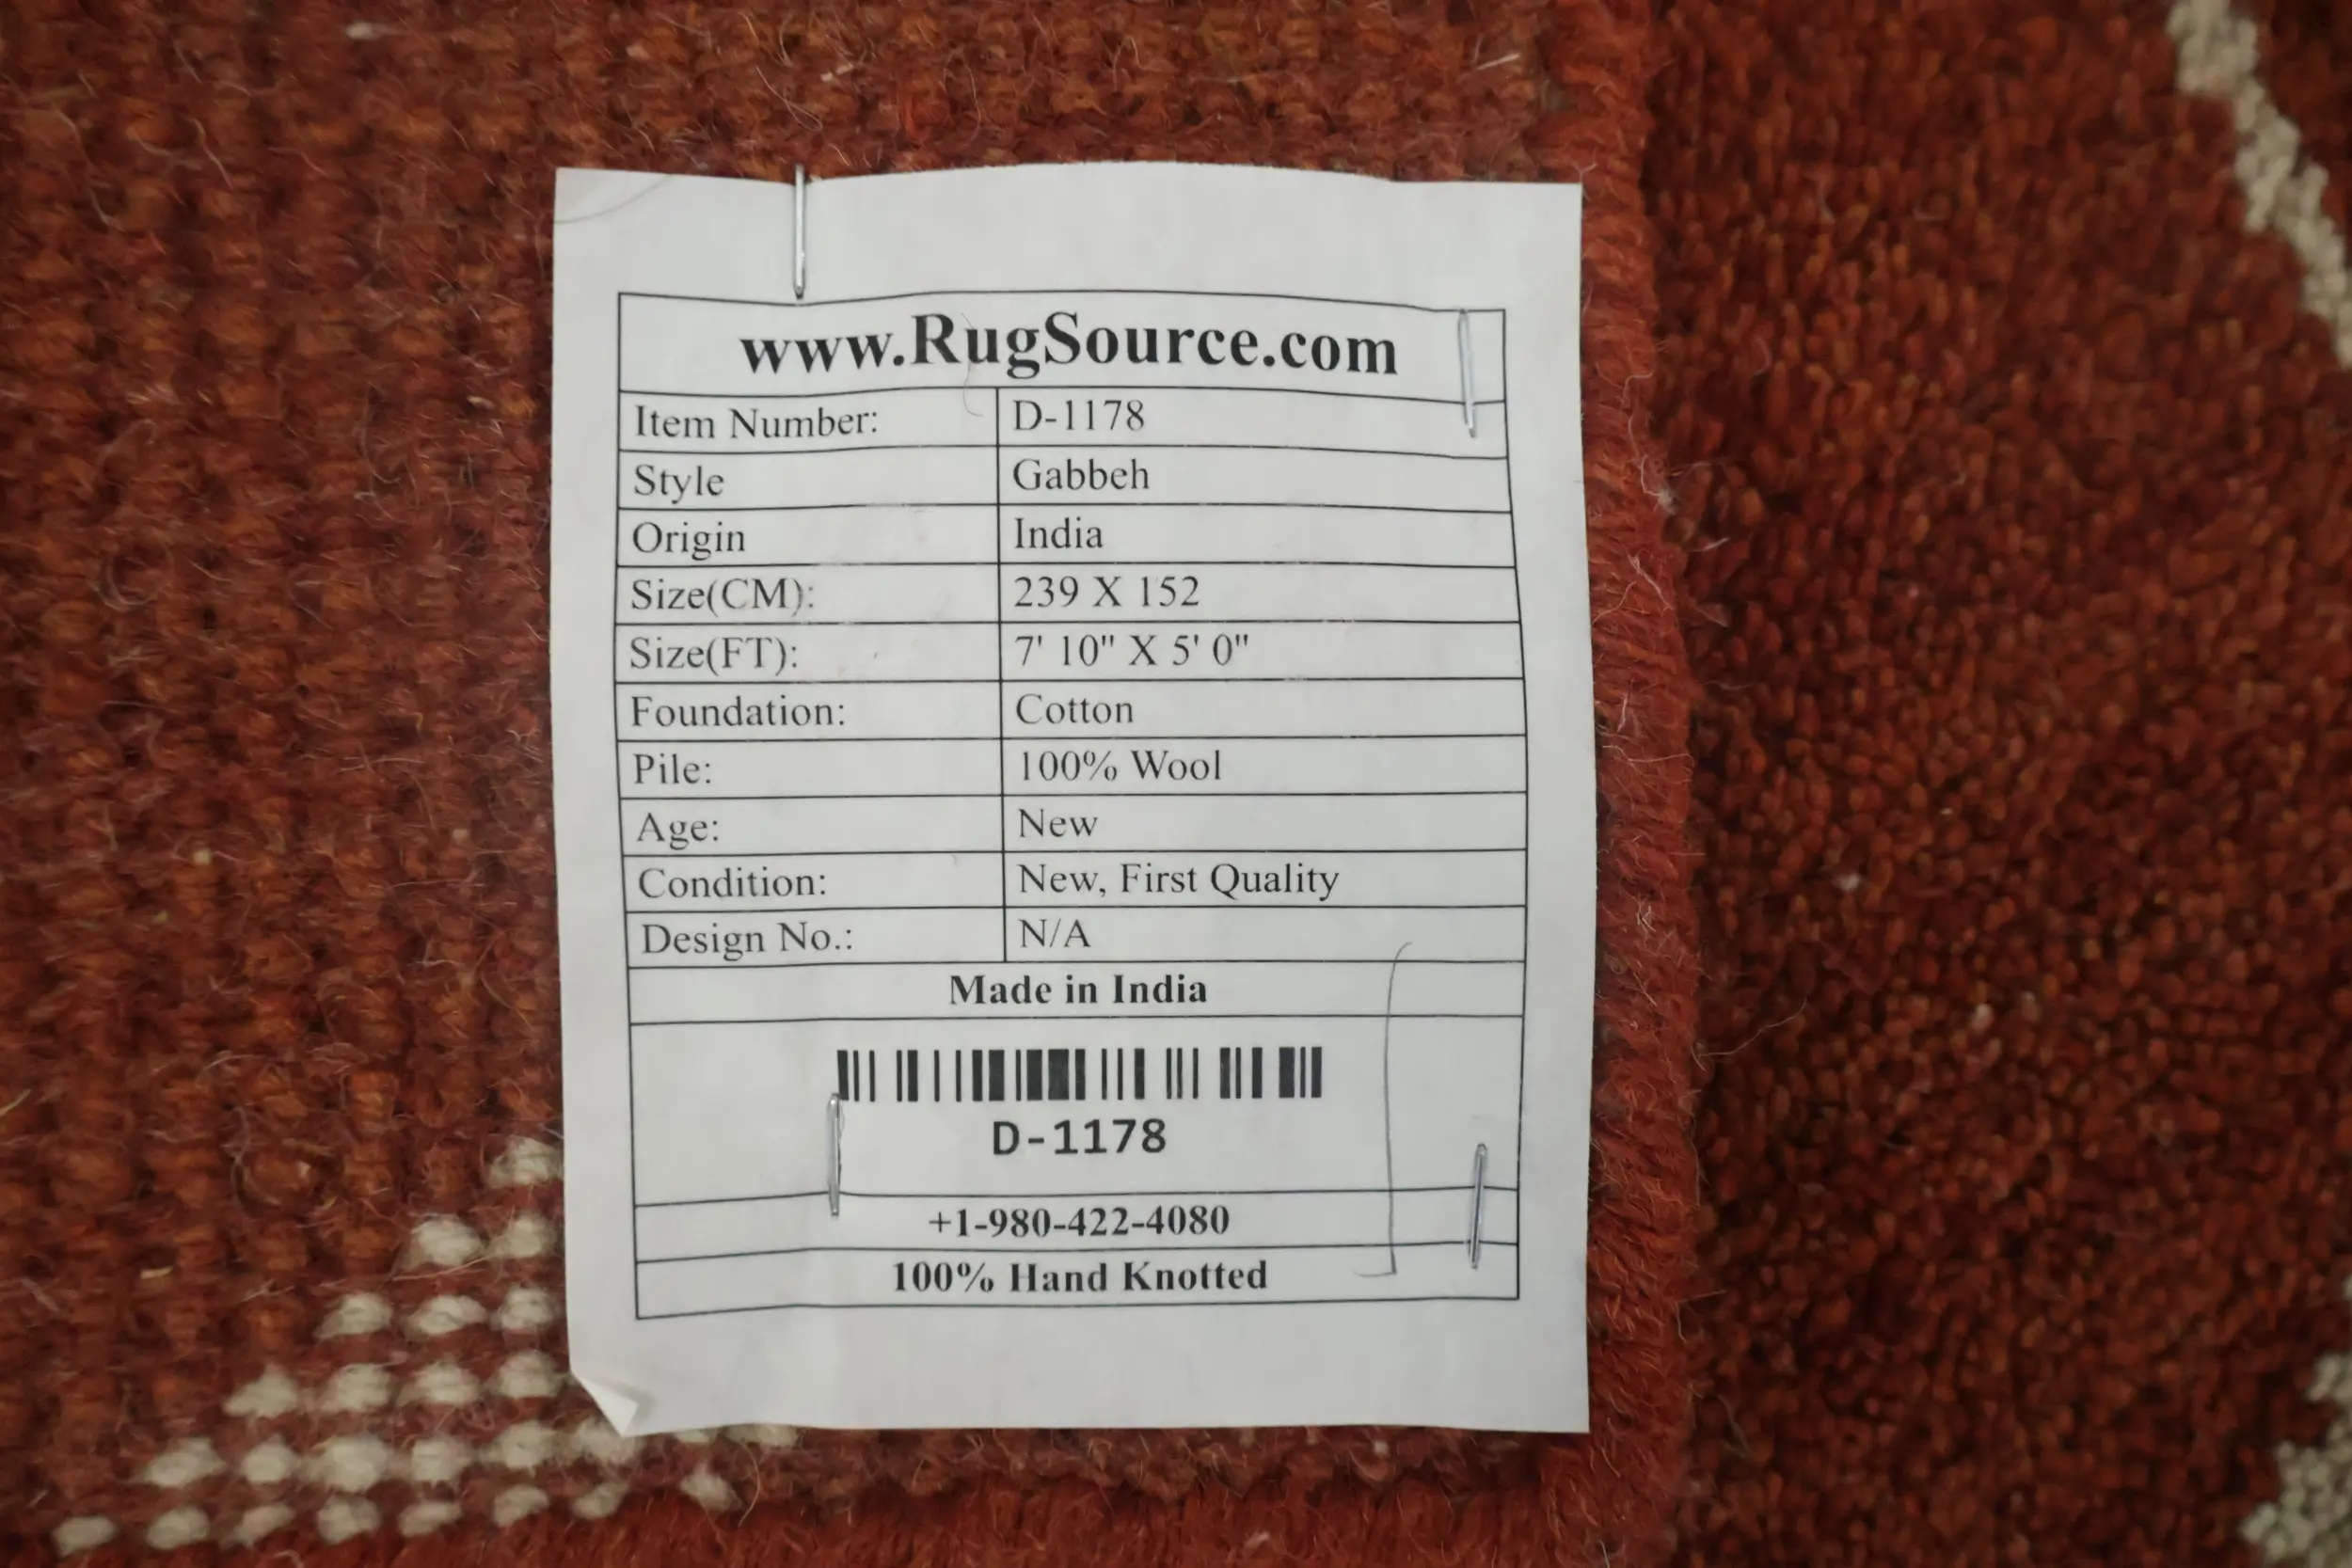 www.RugSource.com
Item Number: D-1178
Style Gabbeh
Origin India
Size(CM): 239 X 152
Size(FT): 7' 10" X 5' 0"
Foundation: Cotton
Pile: 100% Wool
Age: New
Condition: New, First Quality
Design No.: N/A
Made in India
D-1178
+1-980-422-4080
100% Hand Knotted